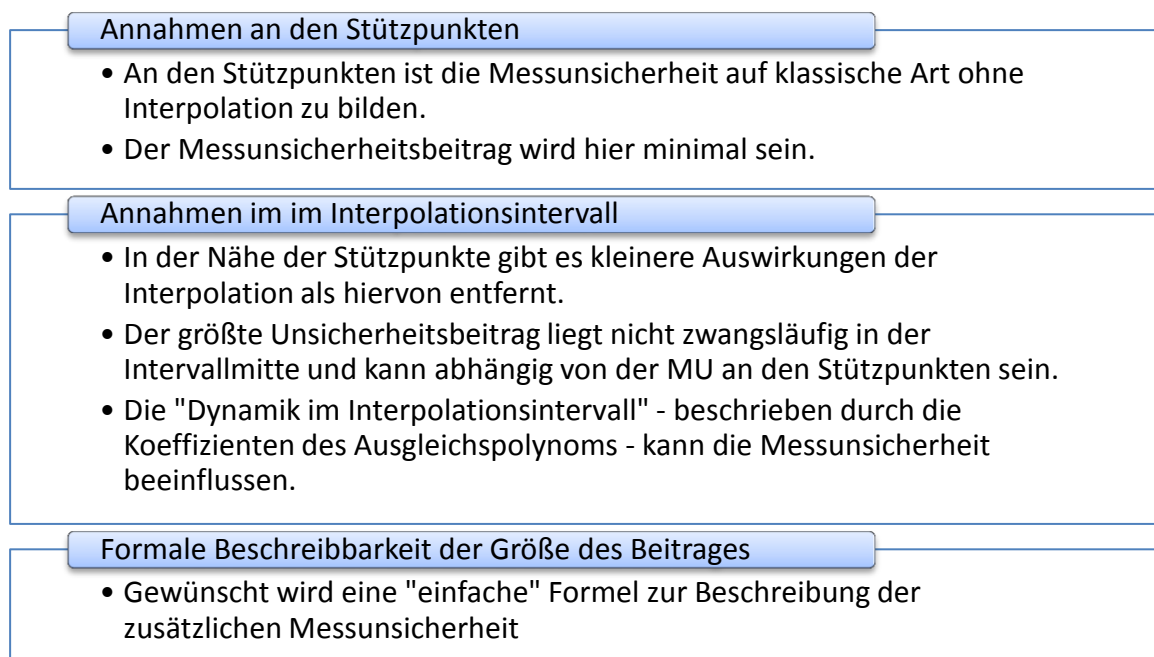 Annahmen an den Stützpunkten
• An den Stützpunkten ist die Messunsicherheit auf klassische Art ohne
Interpolation zu bilden.
• Der Messunsicherheitsbeitrag wird hier minimal sein.
Annahmen im im Interpolationsintervall
• In der Nähe der Stützpunkte gibt es kleinere Auswirkungen der
Interpolation als hiervon entfernt.
• Der größte Unsicherheitsbeitrag liegt nicht zwangsläufig in der
Intervallmitte und kann abhängig von der MU an den Stützpunkten sein.
• Die "Dynamik im Interpolationsintervall" - beschrieben durch die
Koeffizienten des Ausgleichspolynoms - kann die Messunsicherheit
beeinflussen.
Formale Beschreibbarkeit der Größe des Beitrages
• Gewünscht wird eine "einfache" Formel zur Beschreibung der
zusätzlichen Messunsicherheit